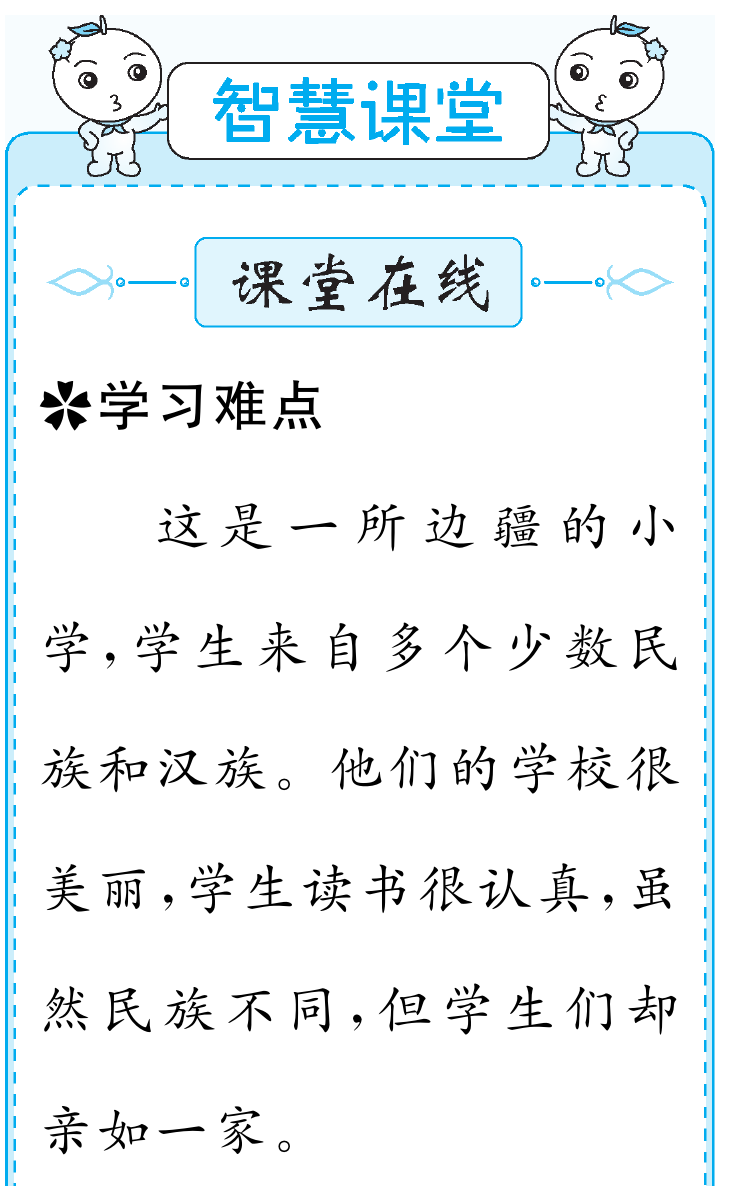 智慧课堂
课堂在线
学习难点
这是一所边疆的小
学,学生来自多个少数民
族和汉族。他们的学校很
美丽,学生读书很认真,虽
然民族不同,但学生们却
亲如一家。